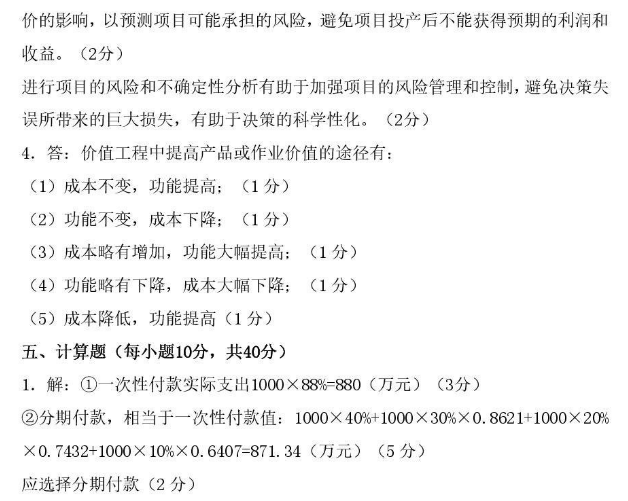 价的影响，以预测项目可能承担的风险，避免项目投产后不能获得预期的利润和
收益。（2分）
进行项目的风险和不确定性分析有助于加强项目的风险管理和控制，避免决策失
误所带来的巨大损失，有助于决策的科学性化。（2分）
4．答：价值工程中提高产品或作业价值的途径有：
（1）成本不变，功能提高；（1分）
（2）功能不变，成本下降；（1分）
（3）成本略有增加，功能大幅提高；（1分）
（4）功能略有下降，成本大幅下降；（1分）
（5）成本降低，功能提高（1分）
五、计算题（每小题10分，共40分）
1．解：①一次性付款实际支出1000×88%=880（万元）（3分）
②分期付款，相当于一次性付款值：1000×40%+1000×30%×0.8621+1000×20%
×0.7432+1000×10%×0.6407=871.34（万元）（5分）
应选择分期付款（2分）